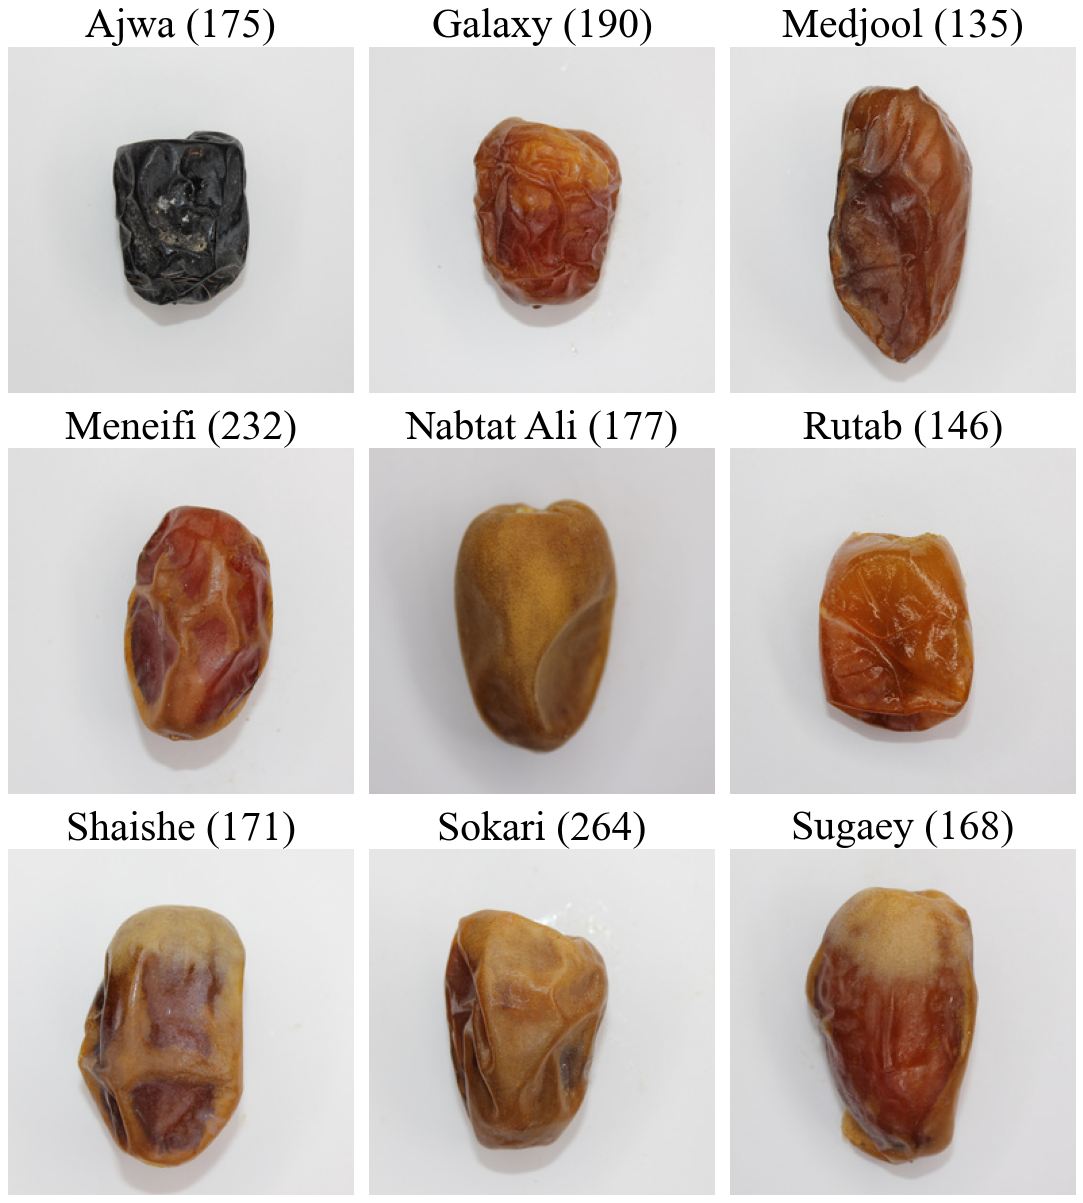 Ajwa (175)
Galaxy (190)
Medjool (135)
Meneifi (232)
Nabtat Ali (177)
Rutab (146)
Shaishe (171)
Sokari (264)
Sugaey (168)